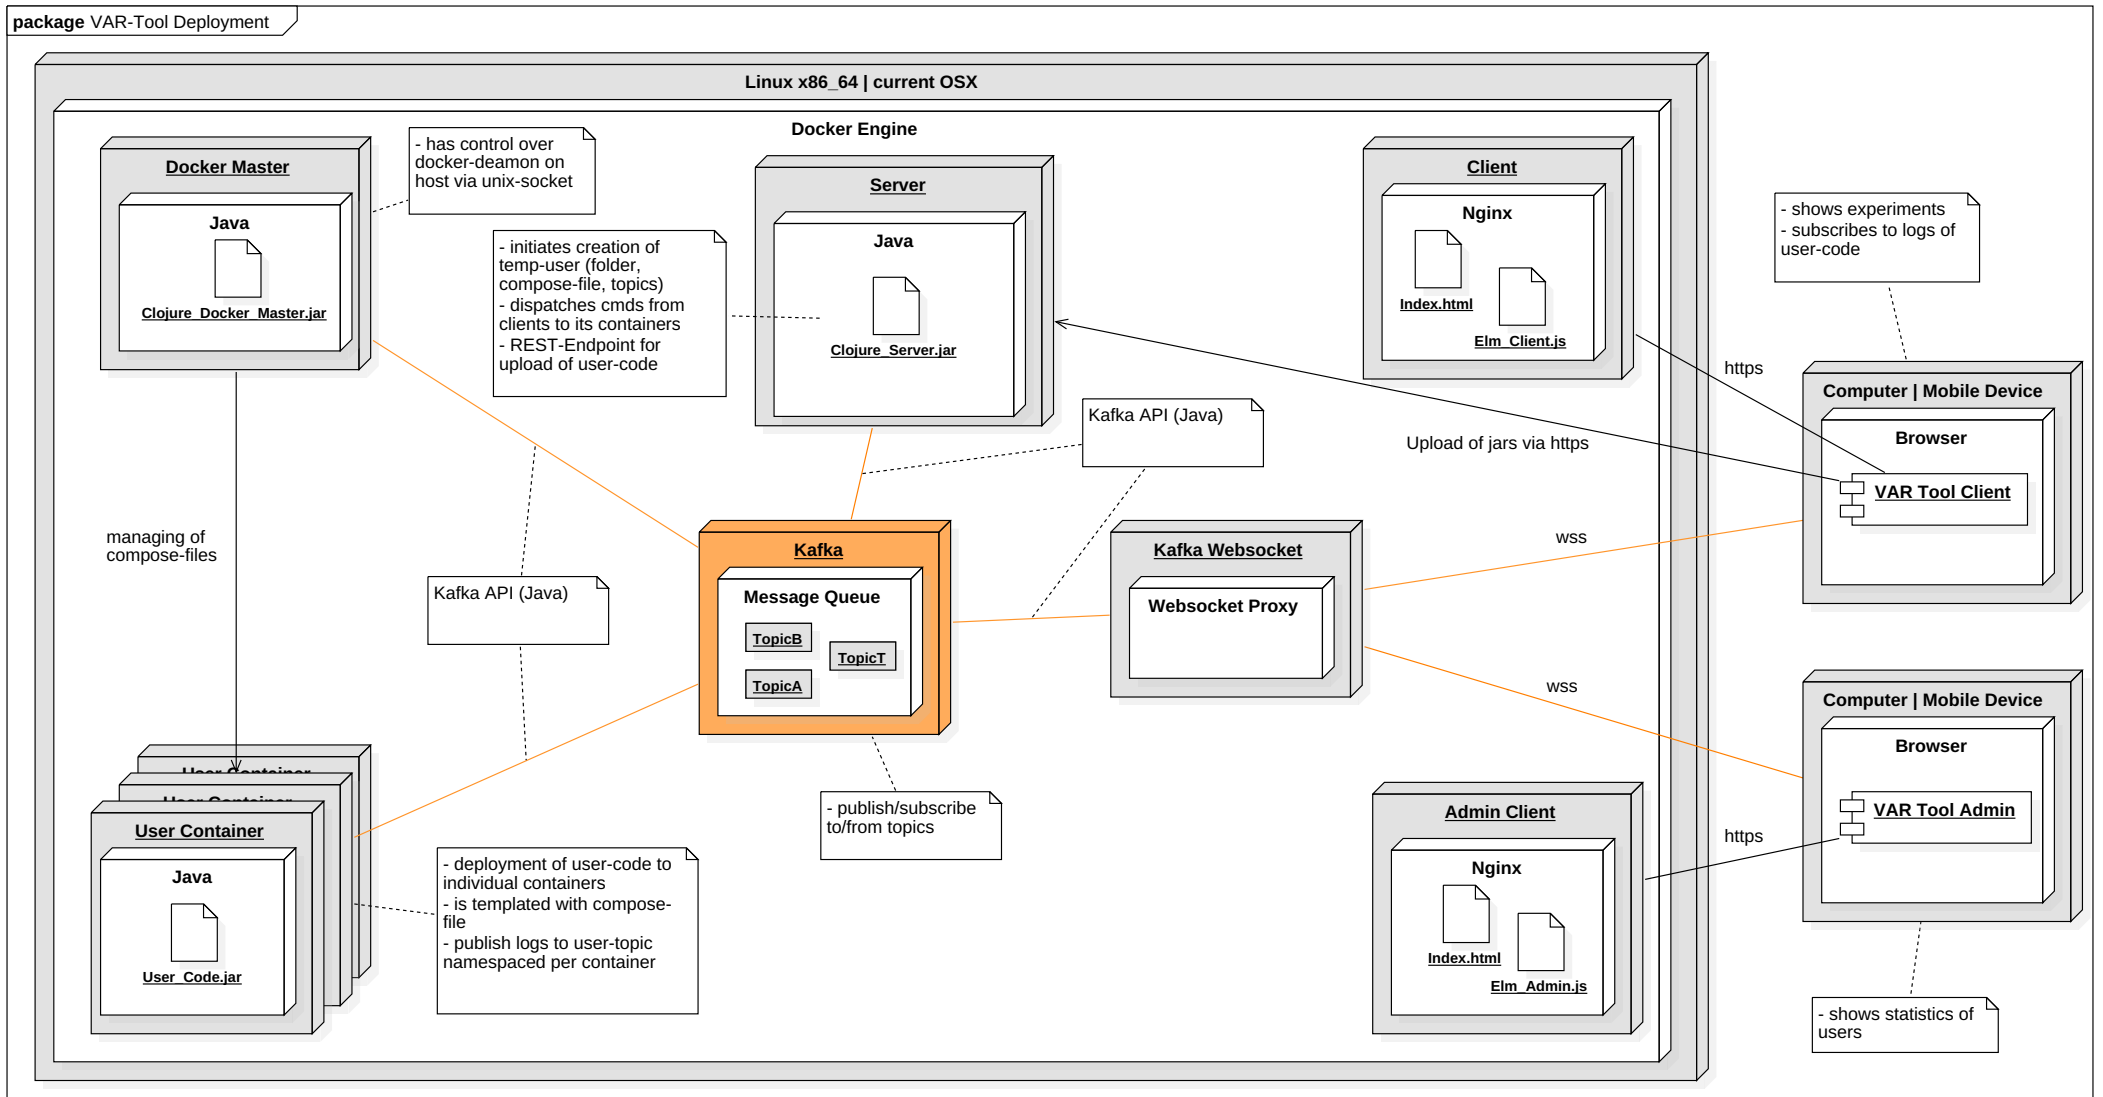 package VAR-Tool Deployment
Linux x86_64 | current OSX
Docker Engine
Docker Master
Java
Clojure_Docker_Master.jar
- has control over
docker-deamon on
host via unix-socket
- initiates creation of
temp-user (folder,
compose-file, topics)
- dispatches cmds from
clients to its containers
- REST-Endpoint for
upload of user-code
Server
Java
Clojure_Server.jar
Client
Nginx
Index.html
Elm_Client.js
- shows experiments
- subscribes to logs of
user-code
https
Computer | Mobile Device
Browser
VAR Tool Client
Kafka API (Java)
Upload of jars via https
managing of
compose-files
Kafka API (Java)
Kafka
Message Queue
TopicB
TopicT
TopicA
Kafka Websocket
Websocket Proxy
wss
wss
Computer | Mobile Device
Browser
VAR Tool Admin
https
User Container
User Container
User Container
Java
User_Code.jar
- deployment of user-code to
individual containers
- is templated with compose-
file
- publish logs to user-topic
namespaced per container
- publish/subscribe
to/from topics
Admin Client
Nginx
Index.html
Elm_Admin.js
- shows statistics of
users